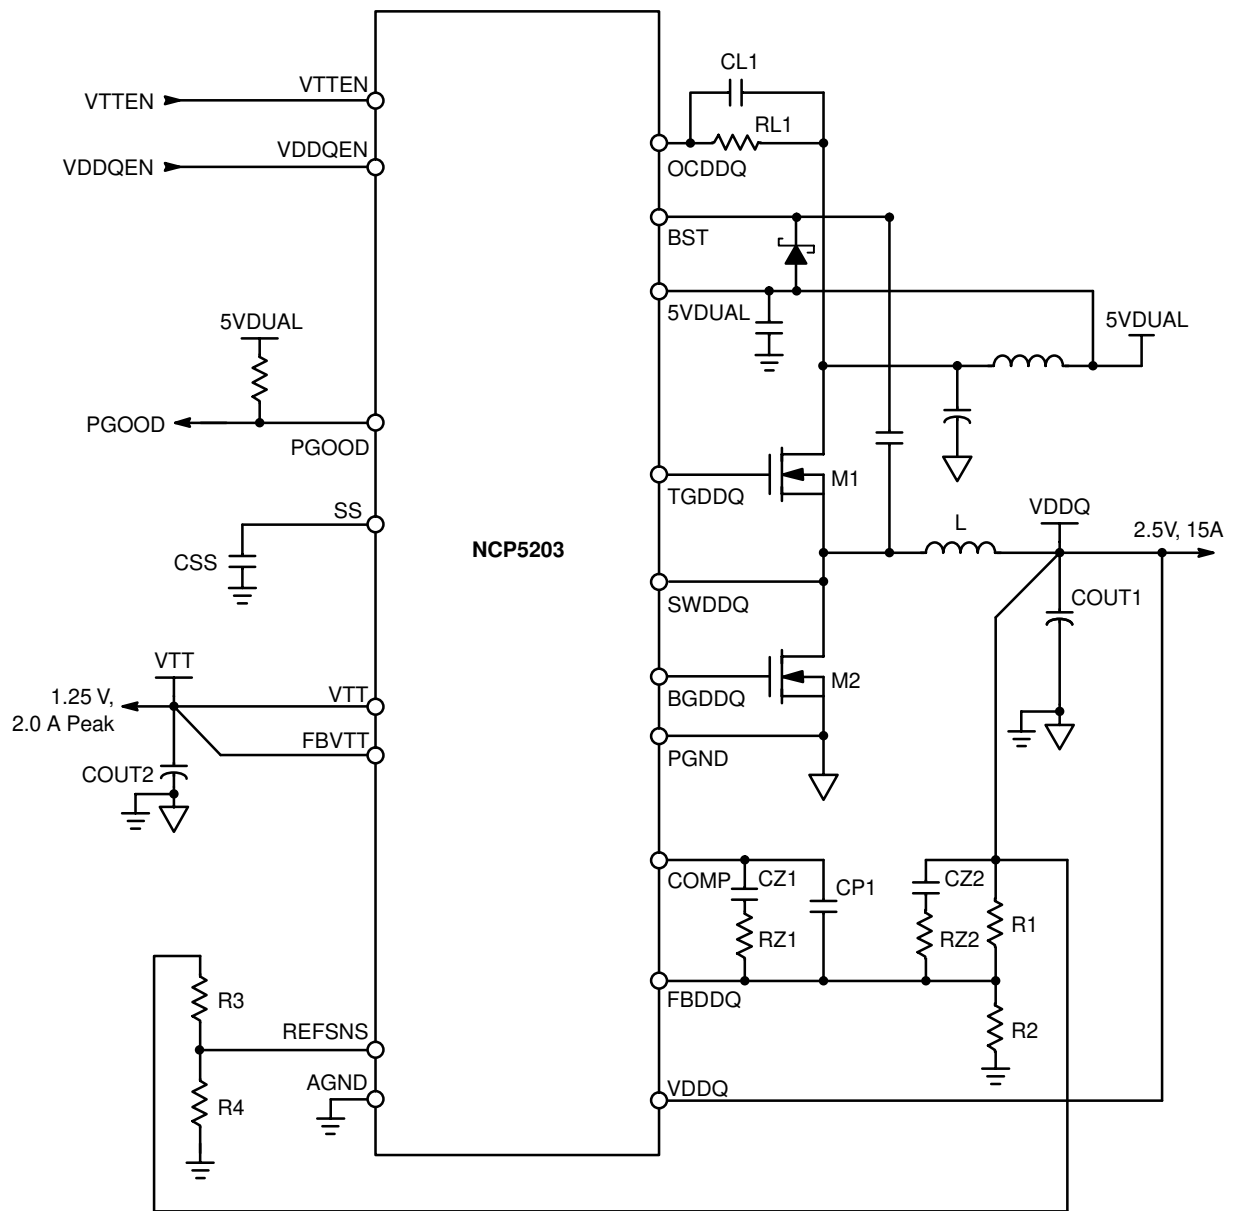 CL1
VTTEN
VTTEN
RL1
VDDQEN
VDDQEN
OCDDQ
BST
5VDUAL
5VDUAL
5VDUAL
PGOOD
PGOOD
TGDDQ
M1
SS
VDDQ
L
2.5V, 15A
NCP5203
CSS
SWDDQ
COUT1
VTT
VTT
1.25 V,
2.0 A Peak
BGDDQ
M2
FBVTT
PGND
COUT2
COMP
CZ1
CP1
CZ2
R1
RZ1
RZ2
R3
FBDDQ
REFSNS
R2
AGND
VDDQ
R4